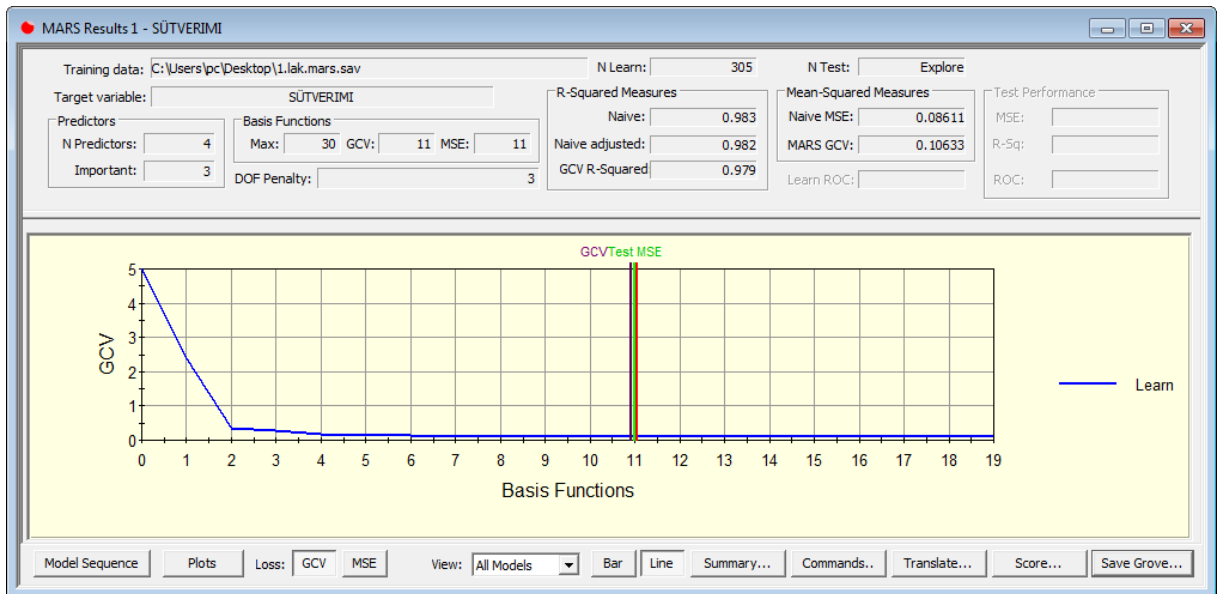 MARS Results 1 - SÜTVERIMI
Training data: C:\Users\pc\Desktop\1.lak.mars.sav N Learn: 305 N Test: Explore
Target variable: SÜTVERIMI
Predictors
N Predictors: 4
Important: 3
Basis Functions
Max: 30 GCV: 11 MSE: 11
DOF Penalty: 3
R-Squared Measures
Naive: 0.983
Naive adjusted: 0.982
GCV R-Squared 0.979
Mean-Squared Measures
Naive MSE: 0.08611
MARS GCV: 0.10633
Learn ROC:
Test Performance
MSE:
R-Sq:
ROC:
GCVTest MSE
5
4
3
2
1
0
GCV
0 1 2 3 4 5 6 7 8 9 10 11 12 13 14 15 16 17 18 19
Basis Functions
Learn
Model Sequence Plots Loss: GCV MSE View: All Models Bar Line Summary... Commands.. Translate... Score... Save Grove...